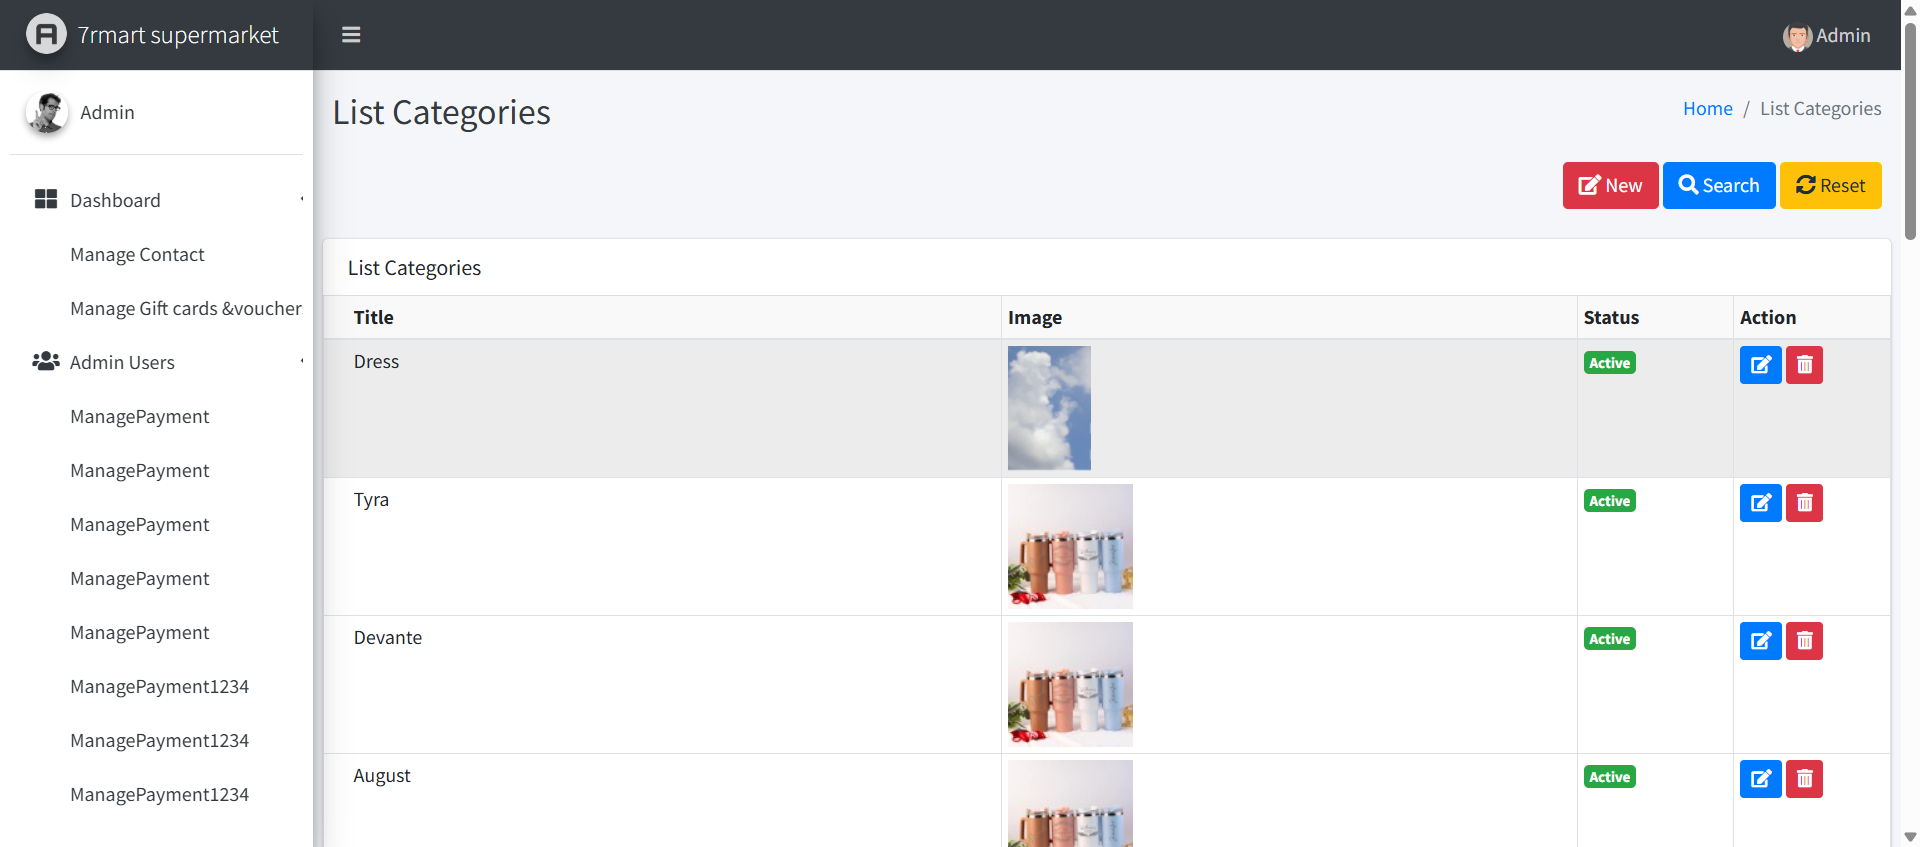 7rmart supermarket
Admin
Admin
List Categories
Home / List Categories
New
Search
Reset
Dashboard
Manage Contact
Manage Gift cards &voucher
Admin Users
ManagePayment
ManagePayment
ManagePayment
ManagePayment
ManagePayment
ManagePayment1234
ManagePayment1234
ManagePayment1234
List Categories
Title Image Status Action
Dress Active
Tyra Active
Devante Active
August Active